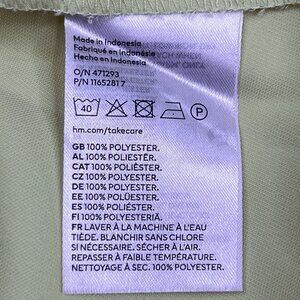 Made in Indonesia
Fabriqué en Indonésie
Hecho en Indonesia
O/N 471293
P/N 11652817
40
P
hm.com/takecare
GB 100% POLYESTER.
AL 100% POLIESTËR.
CAT 100% POLIÈSTER.
CZ 100% POLYESTER.
DE 100% POLYESTER.
EE 100% POLÜESTER.
ES 100% POLIÉSTER.
FI 100% POLYESTERIÄ.
FR LAVER À LA MACHINE À L'EAU
TIÈDE. BLANCHIR SANS CHLORE
SI NÉCESSAIRE. SÉCHER À L'AIR.
REPASSER À FAIBLE TEMPÉRATURE.
NETTOYAGE À SEC. 100% POLYESTER.